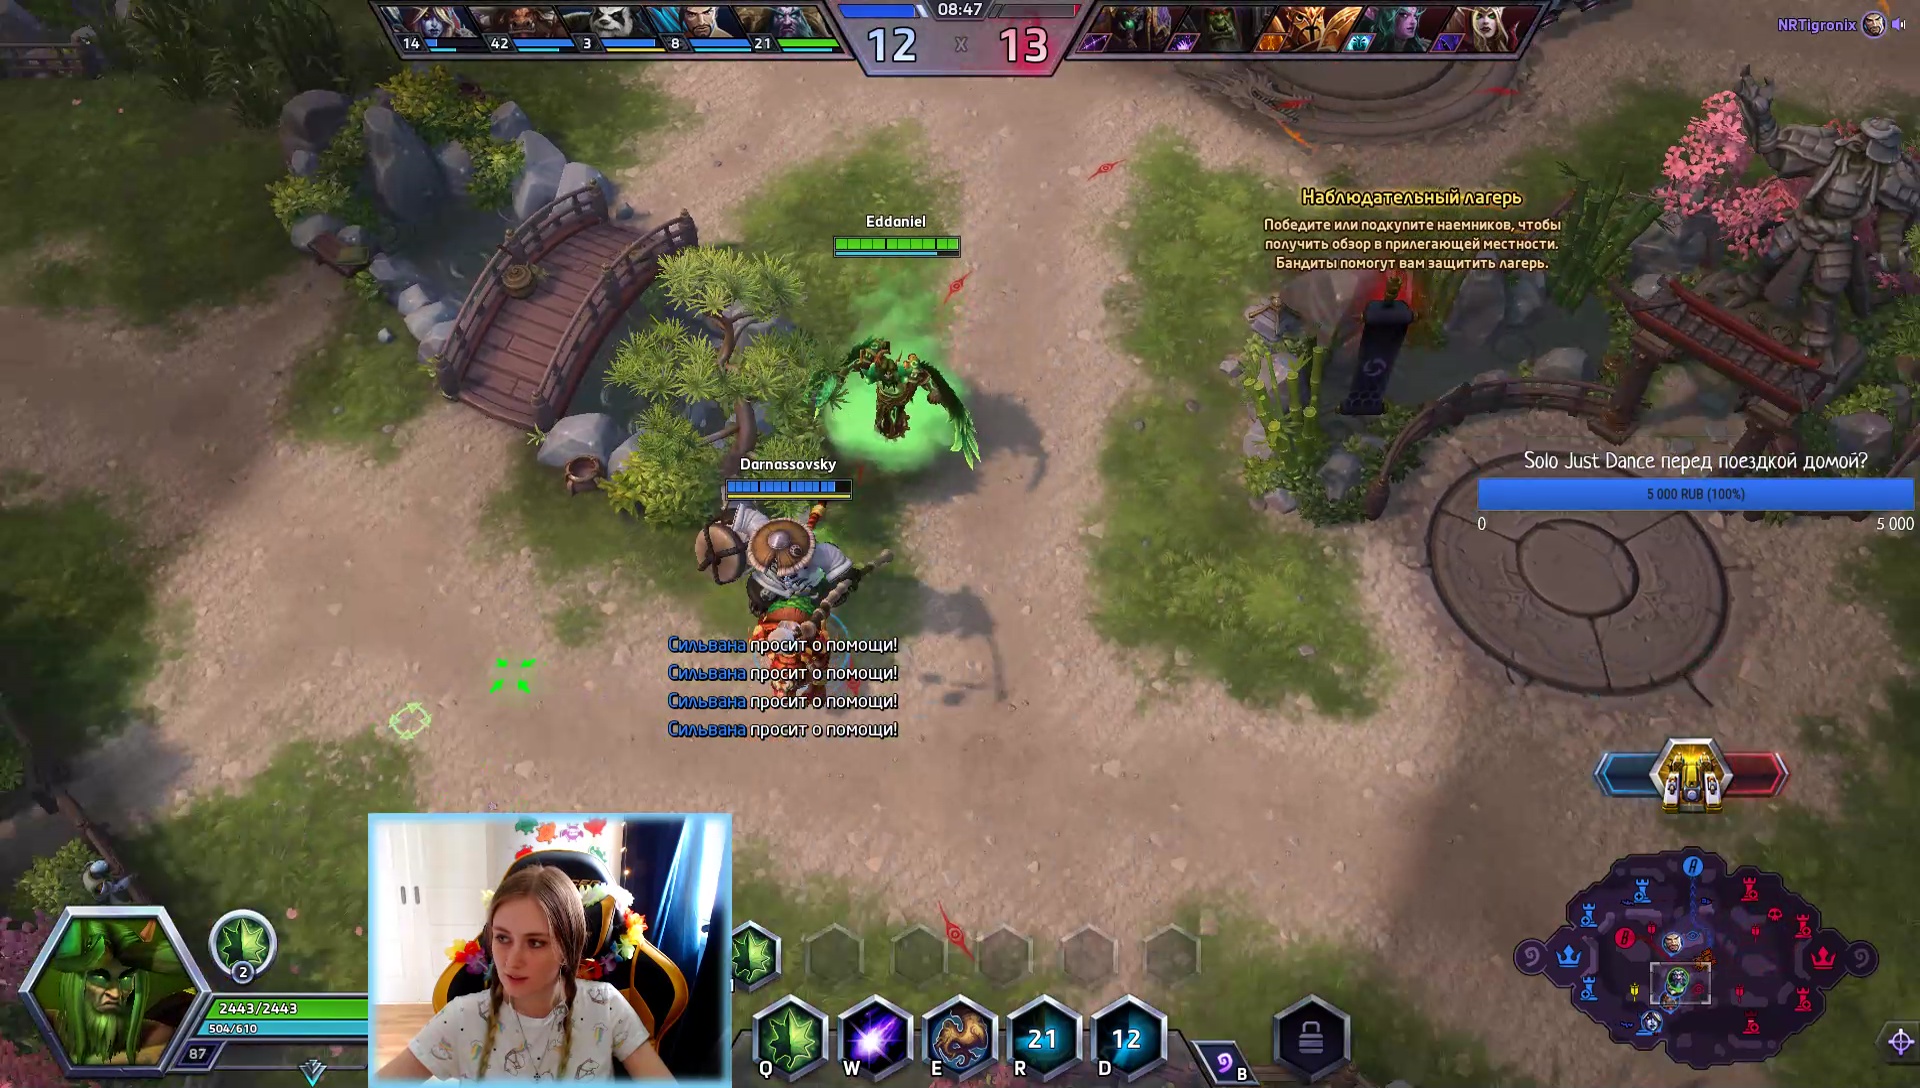 14
42
3
8
21
08:47
12 x 13
NRTigronix
Наблюдательный лагерь
Победите или подкупите наемников, чтобы
получить обзор в прилегающей местности.
Бандиты помогут вам защитить лагерь.
Eddaniel
Darnassovsky
Solo Just Dance перед поездкой домой?
5 000 RUB (100%)
0
5 000
Сильвана просит о помощи!
Сильвана просит о помощи!
Сильвана просит о помощи!
Сильвана просит о помощи!
2
2443/2443
504/610
87
21
12
Q
W
E
R
D
B